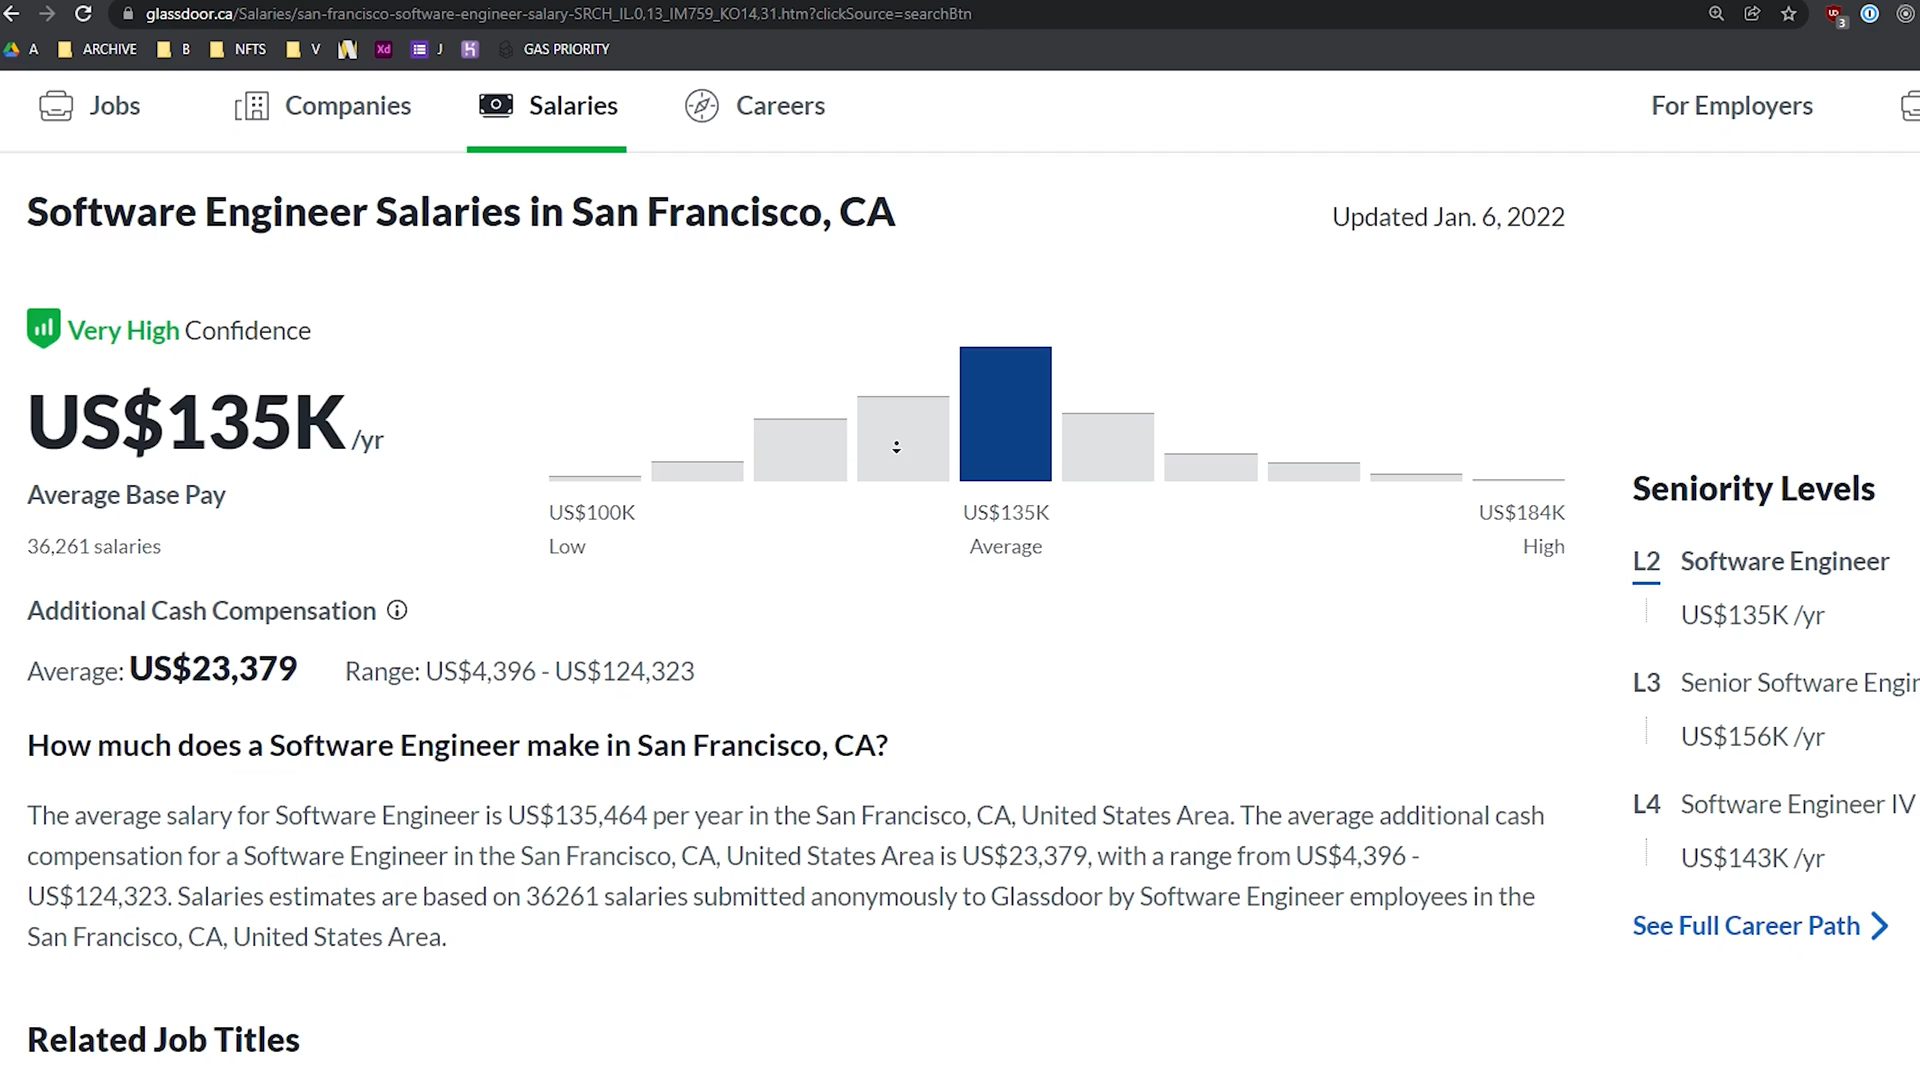 glassdoor.ca/Salaries/san-francisco-software-engineer-salary-SRCH_IL.0,13_IM759_KO14,31.htm?clickSource=searchBtn
3
A ARCHIVE B NFTS V Xd J GAS PRIORITY
Jobs Companies Salaries Careers For Employers
Software Engineer Salaries in San Francisco, CA
Updated Jan. 6, 2022
Very High Confidence
US$135K /yr
Average Base Pay
36,261 salaries
US$100K US$135K US$184K
Low Average High
Additional Cash Compensation
Average: US$23,379 Range: US$4,396 - US$124,323
How much does a Software Engineer make in San Francisco, CA?
The average salary for Software Engineer is US$135,464 per year in the San Francisco, CA, United States Area. The average additional cash
compensation for a Software Engineer in the San Francisco, CA, United States Area is US$23,379, with a range from US$4,396 -
US$124,323. Salaries estimates are based on 36261 salaries submitted anonymously to Glassdoor by Software Engineer employees in the
San Francisco, CA, United States Area.
Related Job Titles
Seniority Levels
L2 Software Engineer
US$135K /yr
L3 Senior Software Engin
US$156K /yr
L4 Software Engineer IV
US$143K /yr
See Full Career Path